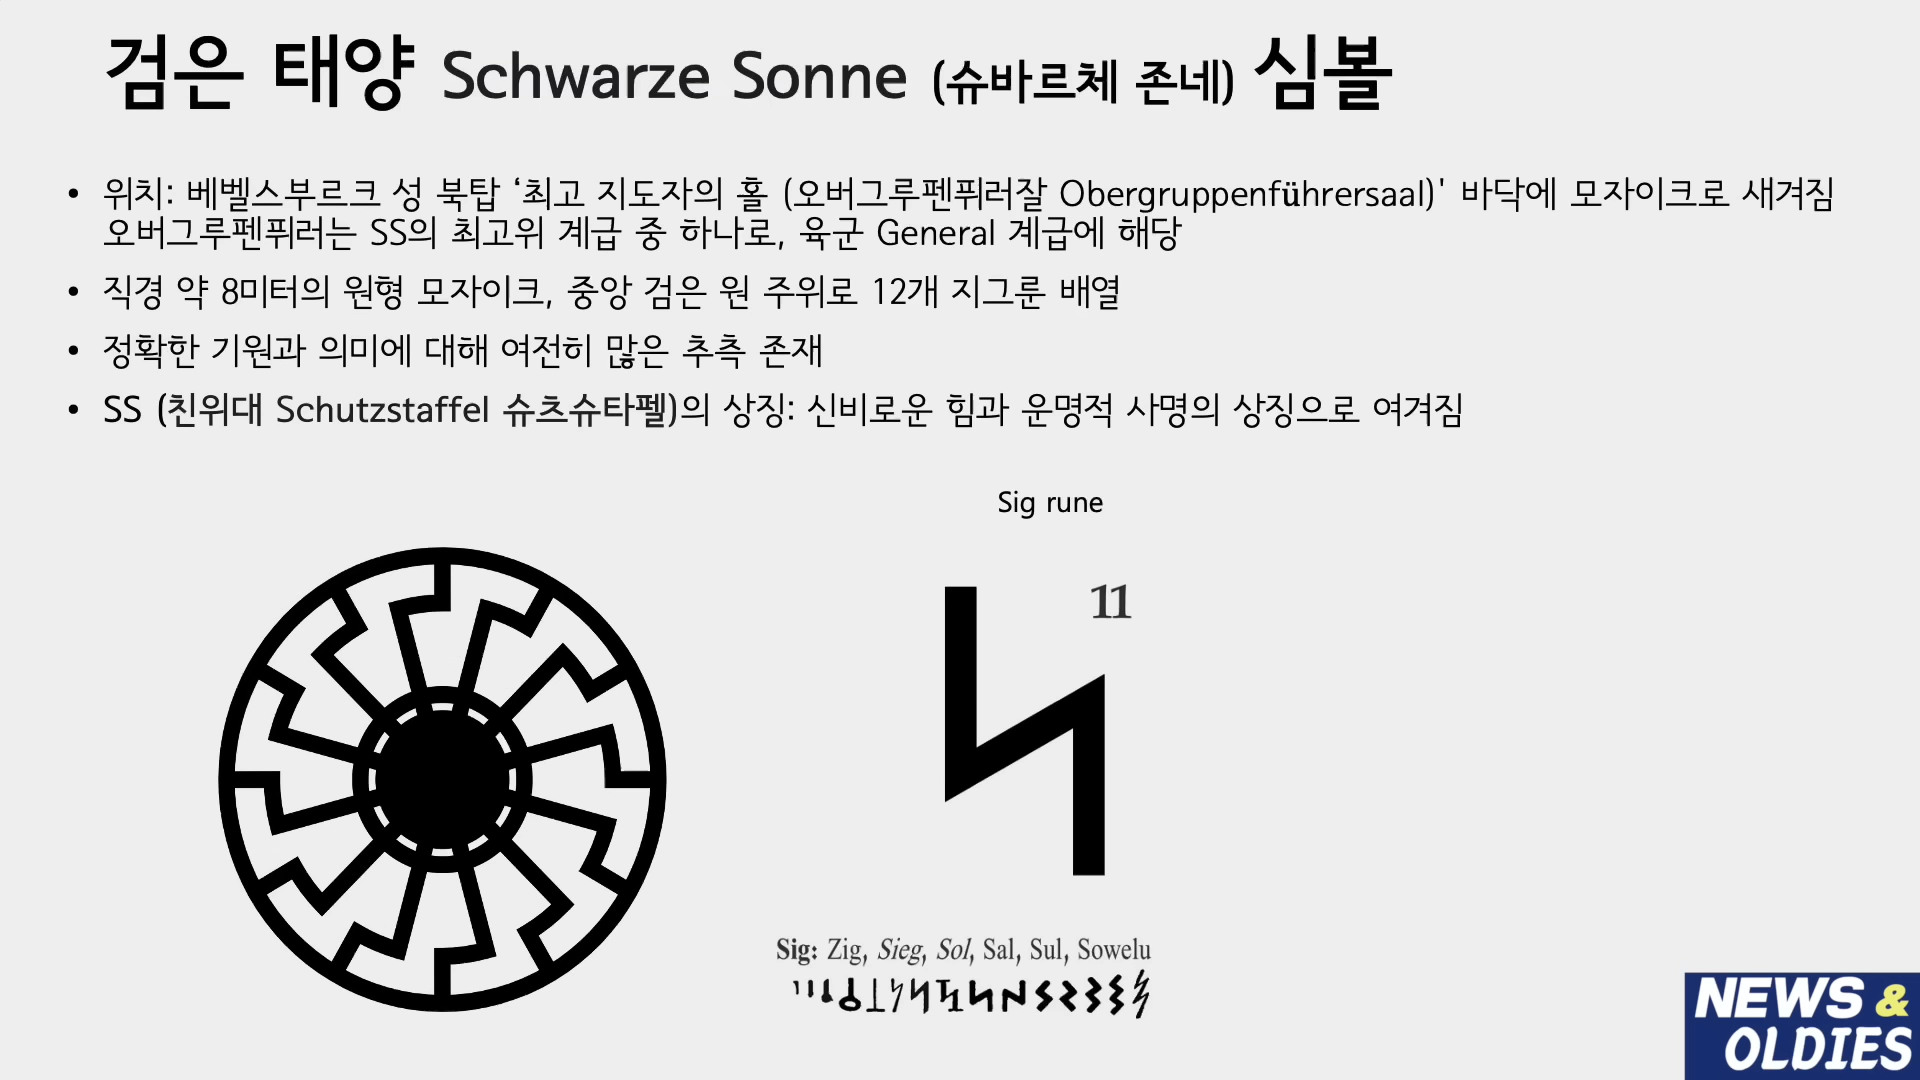 검은 태양 Schwarze Sonne (슈바르체 존네) 심볼
• 위치: 베벨스부르크 성 북탑 ‘최고 지도자의 홀 (오버그루펜퓌러잘 Obergruppenführersaal)' 바닥에 모자이크로 새겨짐
오버그루펜퓌러는 SS의 최고위 계급 중 하나로, 육군 General 계급에 해당
• 직경 약 8미터의 원형 모자이크, 중앙 검은 원 주위로 12개 지그룬 배열
• 정확한 기원과 의미에 대해 여전히 많은 추측 존재
• SS (친위대 Schutzstaffel 슈츠슈타펠)의 상징: 신비로운 힘과 운명적 사명의 상징으로 여겨짐
Sig rune
11
Sig: Zig, Sieg, Sol, Sal, Sul, Sowelu
NEWS &
OLDIES